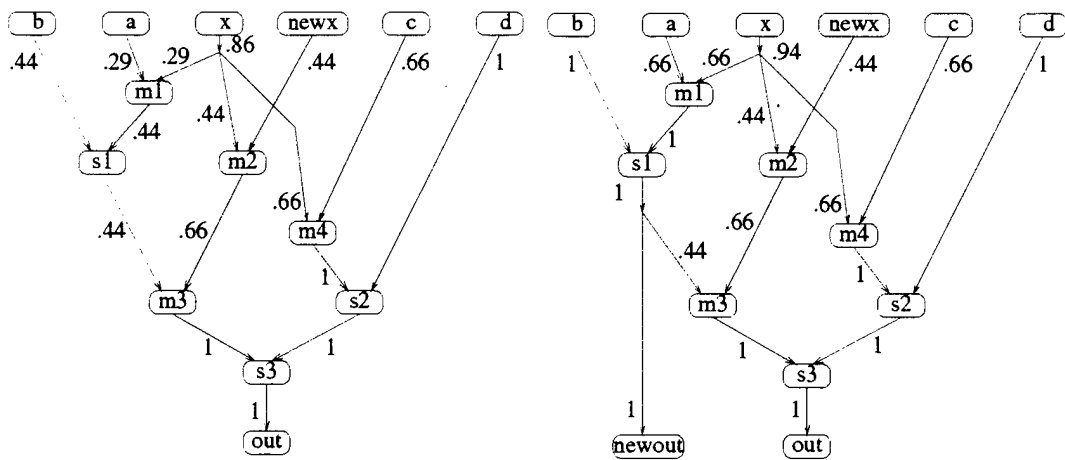 b a x newx c d b a x newx c d
.44 .29 .29 .86 .44 .66 1 1 .66 .66 .94 .44 .66 1
m1 m1
.44 .44 1 .44
s1 m2 s1 m2
.66 1 .66
m4 m4
.44 .66 1 .44 .66 1
m3 s2 m3 s2
1 1 1 1
s3 s3
1 1 1
out newout out